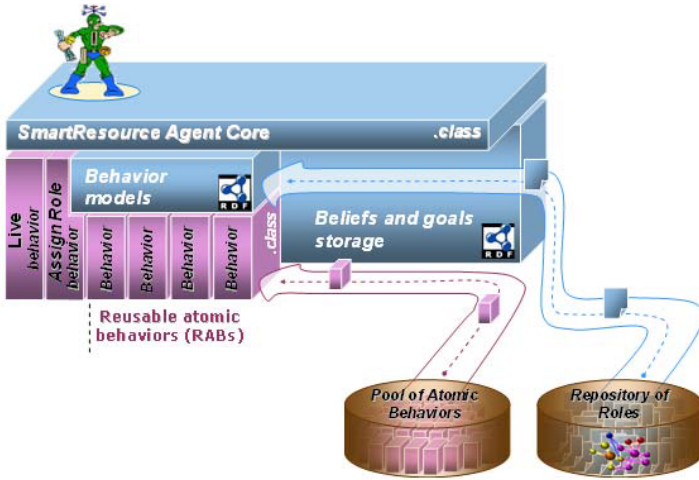 SmartResource Agent Core
.class
Live
behavior
Assign Role
behavior
Behavior
models
RDF
Behavior
Behavior
Behavior
Behavior
.class
Beliefs and goals
storage
RDF
Reusable atomic
behaviors (RABs)
Pool of Atomic
Behaviors
Repository of
Roles